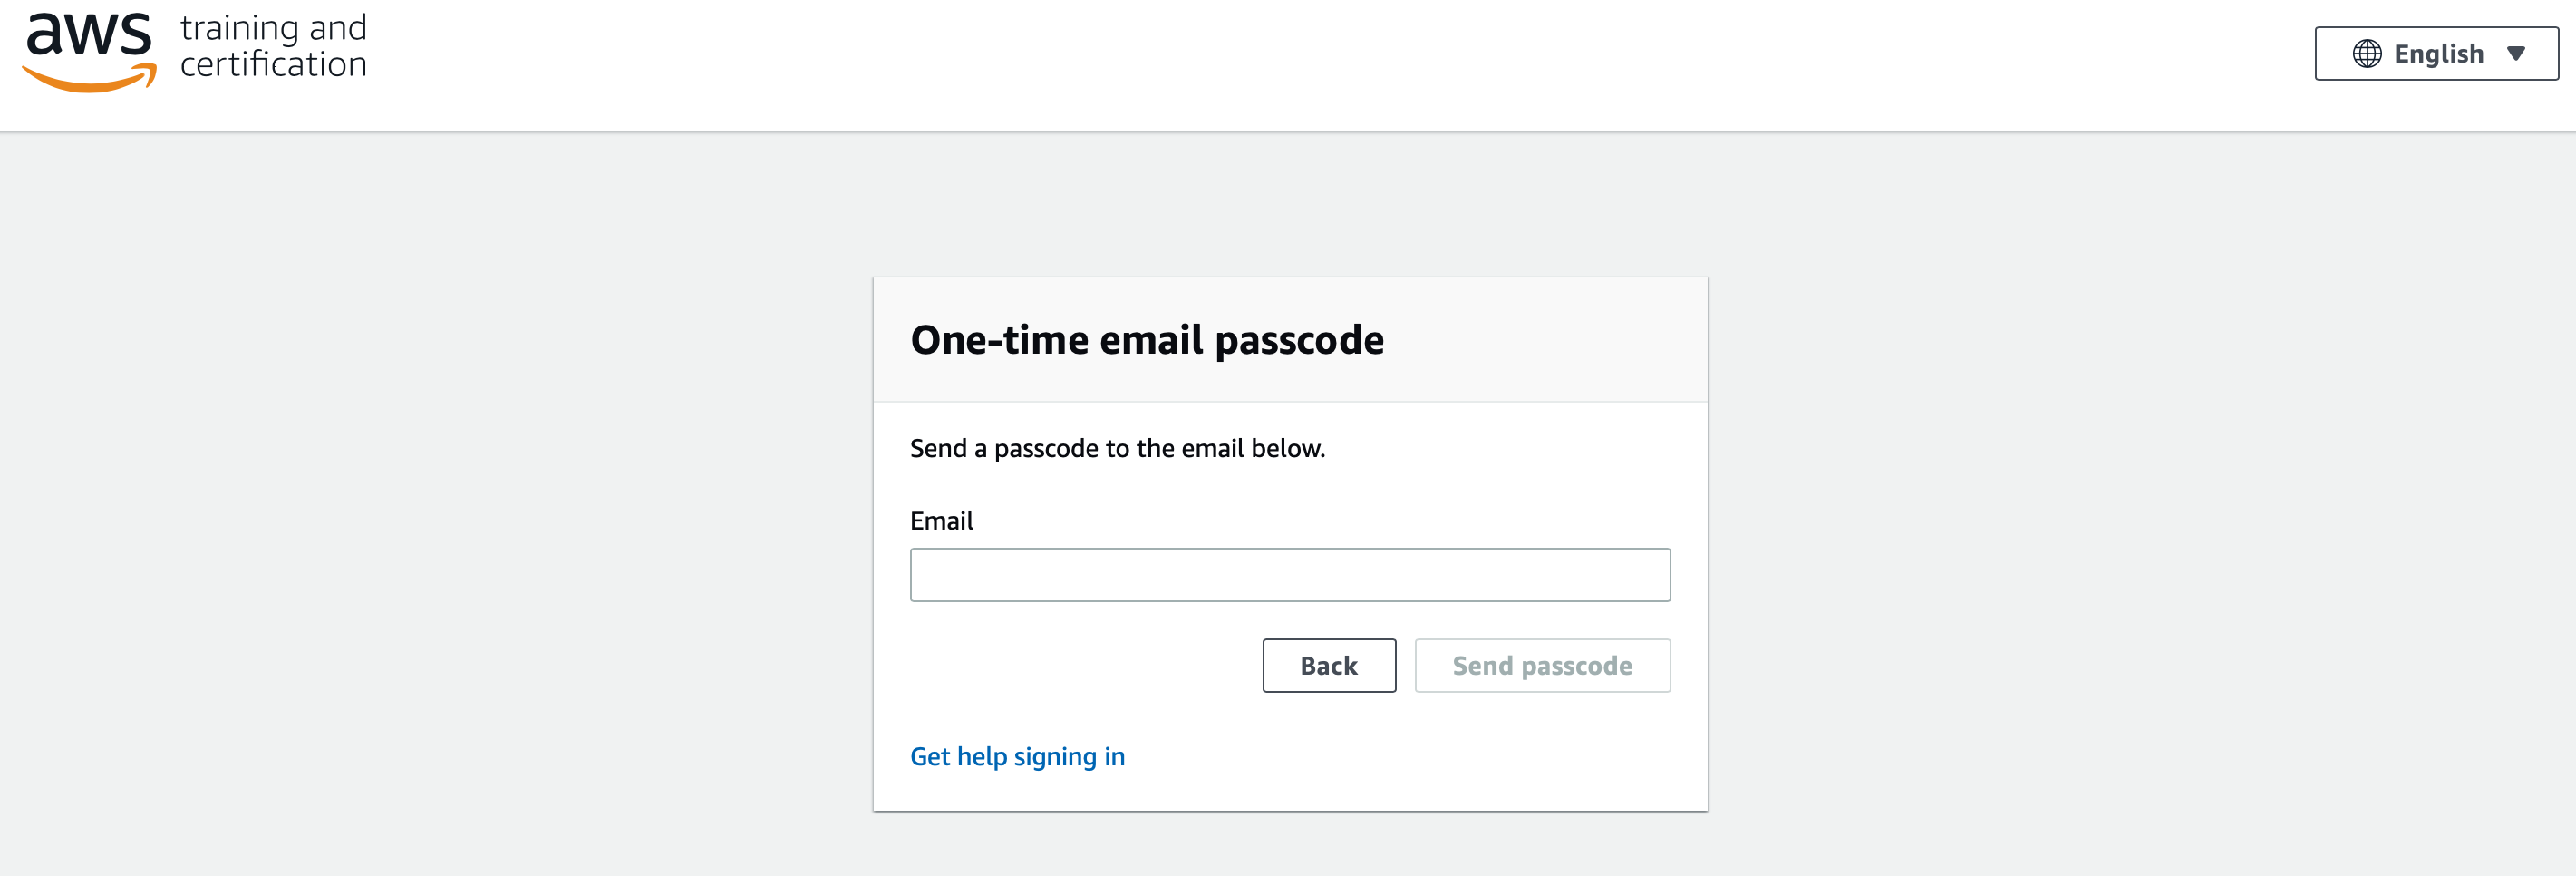 aws training and
certification
English
One-time email passcode
Send a passcode to the email below.
Email
Back Send passcode
Get help signing in